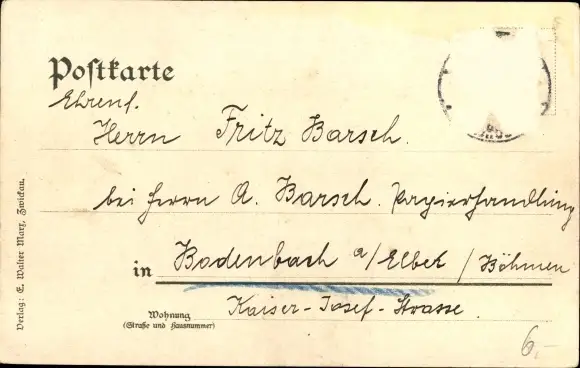 Postkarte
Ehrenf.
Herrn Fritz Barsch.
bei Herrn A. Barsch. Papierhandlung
in Bodenbach a/Elbe / Böhmen
Wohnung
(Straße und Hausnummer)
Kaiser-Josef-Strasse.
6.-
Verlag: E. Walter Marx, Zwickau.